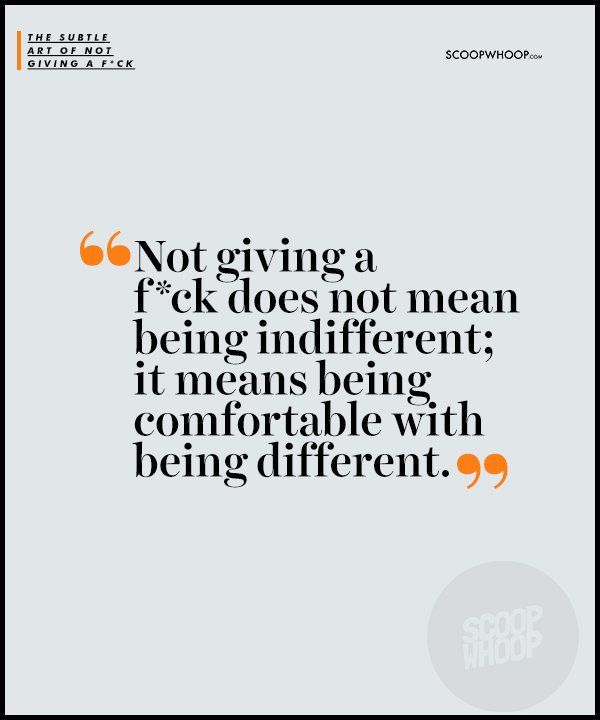 THE SUBTLE
ART OF NOT
GIVING A F*CK
SCOOPWHOOP.COM
“Not giving a
f*ck does not mean
being indifferent;
it means being
comfortable with
being different.”
SCOOP
WHOOP